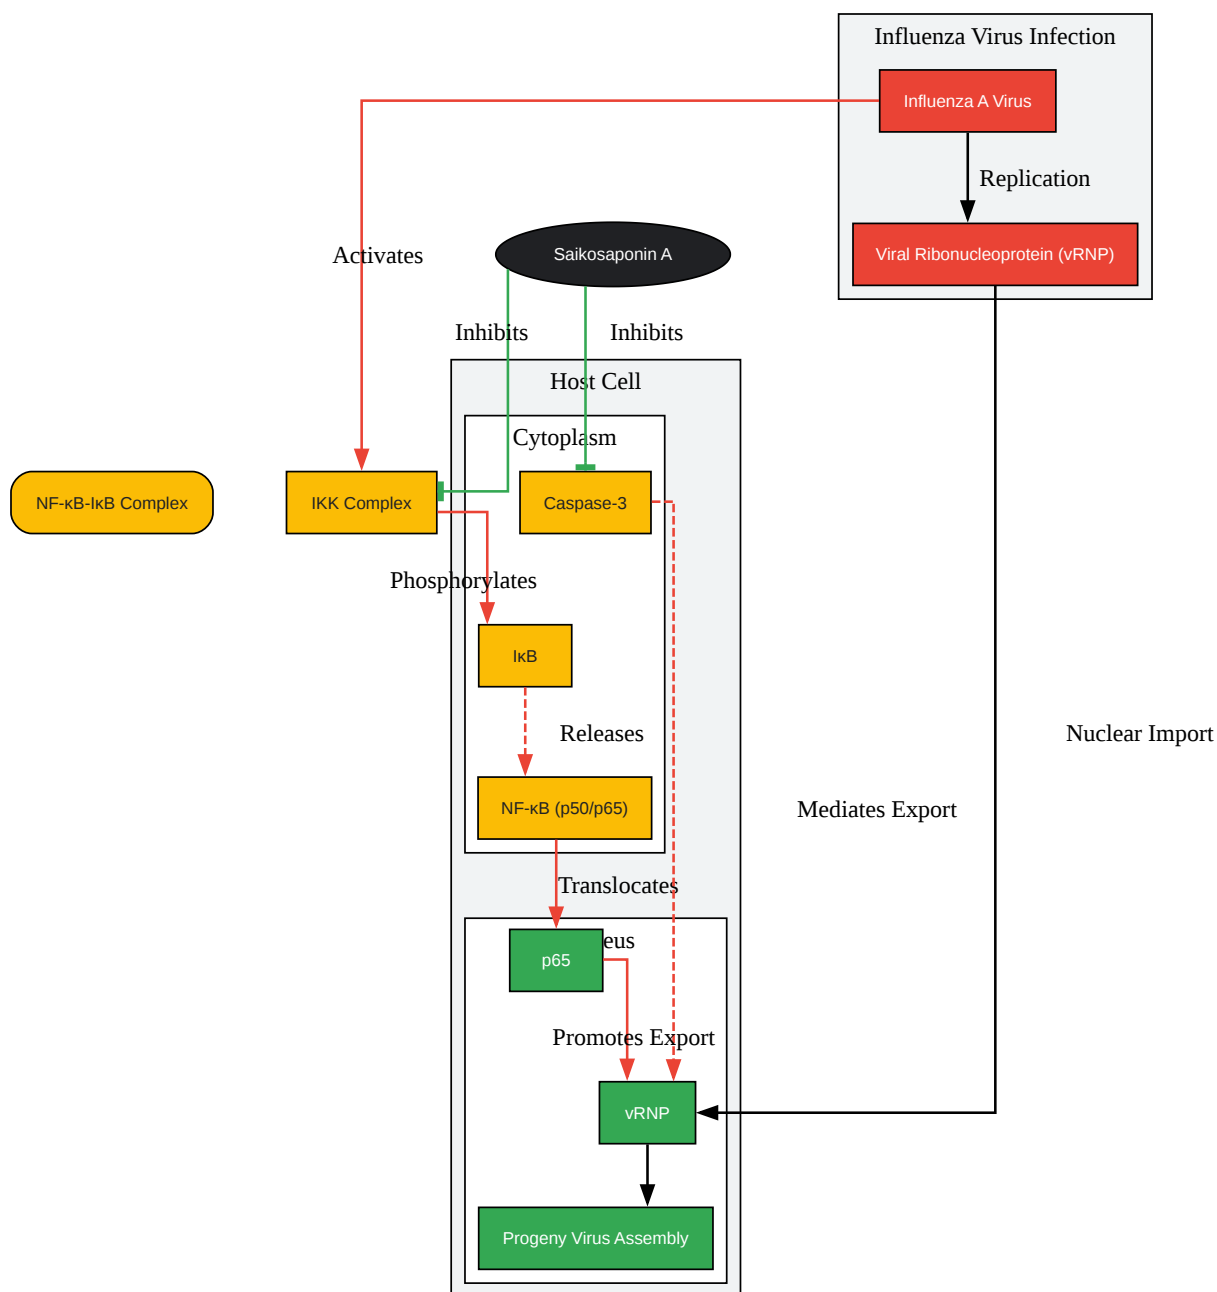 Influenza Virus Infection
Influenza A Virus
Replication
Activates
Saikosaponin A
Viral Ribonucleoprotein (vRNP)
Inhibits
Inhibits
Host Cell
Cytoplasm
NF-κB-IκB Complex
IKK Complex
Caspase-3
Phosphorylates
IκB
Releases
Nuclear Import
NF-κB (p50/p65)
Mediates Export
Translocates
eus
p65
Promotes Export
vRNP
Progeny Virus Assembly